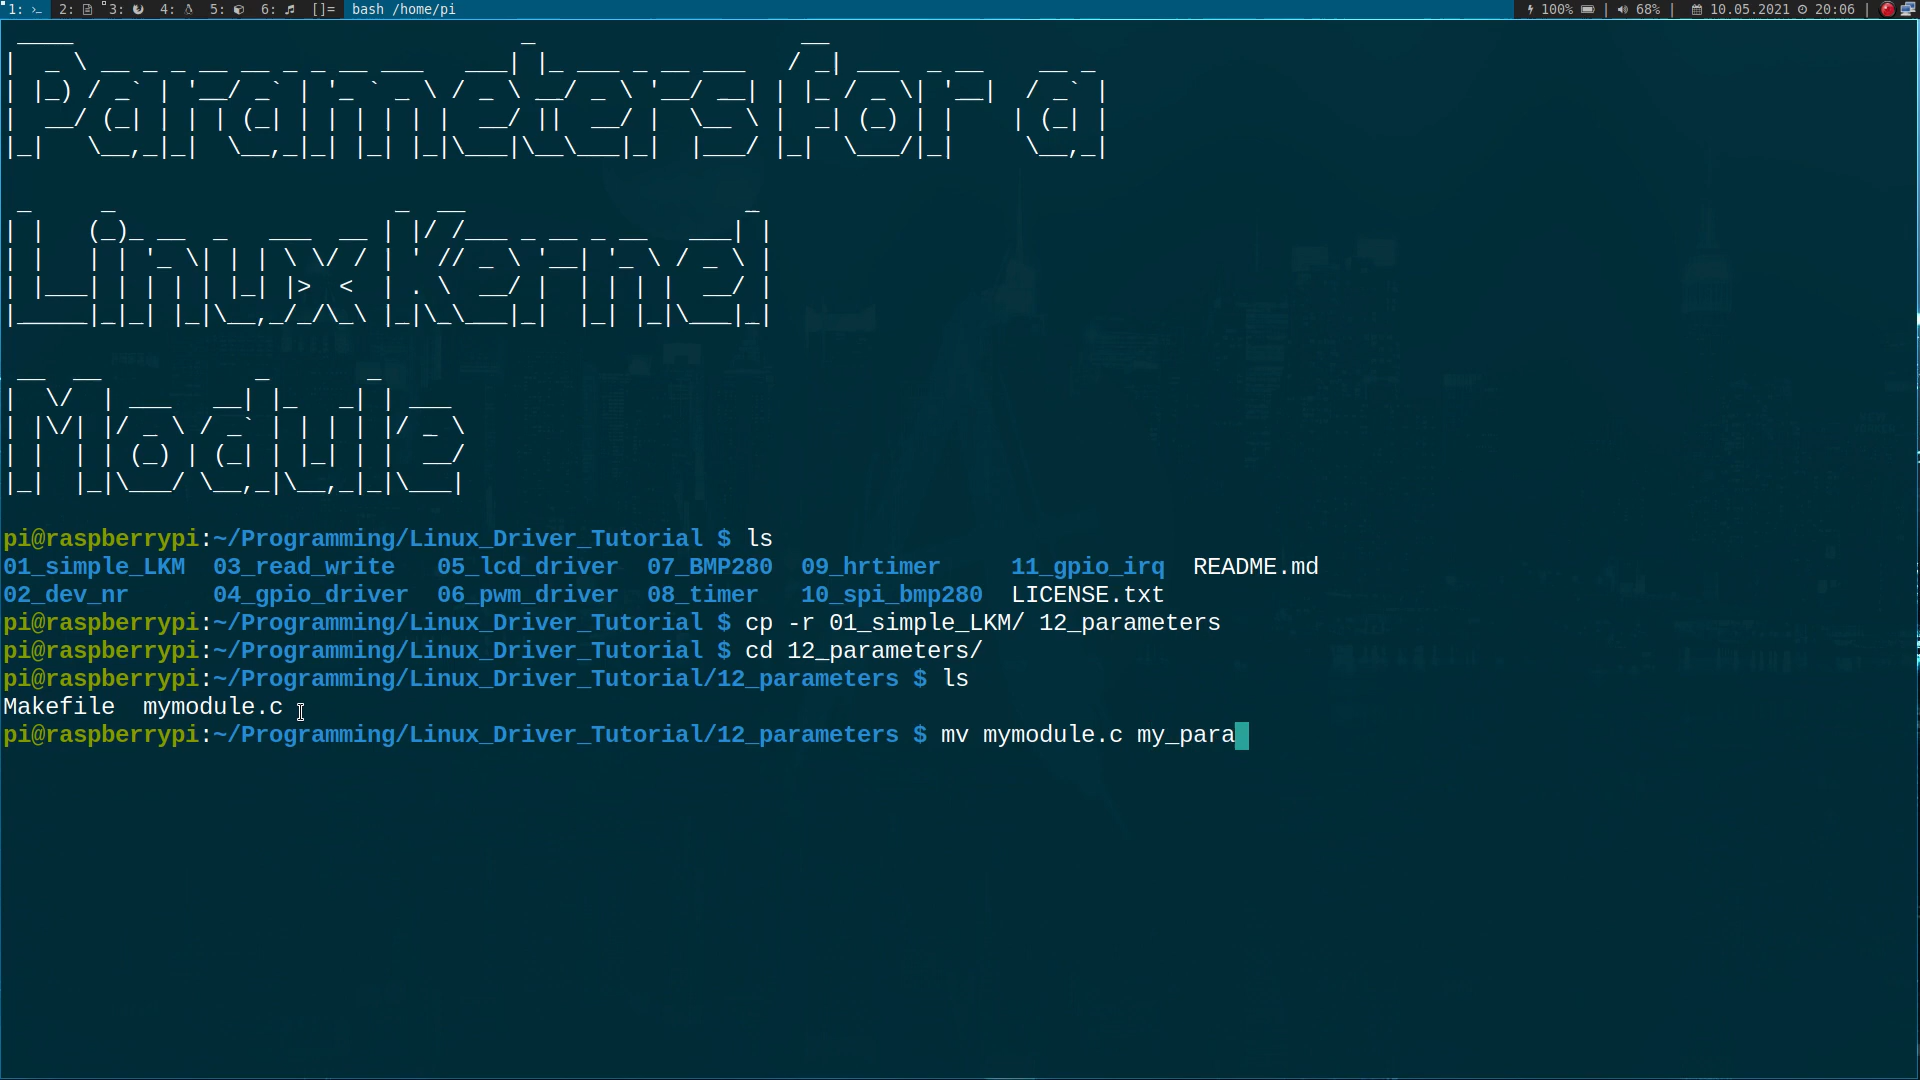 1: 2: 3: 4: 5: 6: []= bash /home/pi 100% | 68% | 10.05.2021 20:06 |
Parameters for a
Linux Kernel
Module
pi@raspberrypi:~/Programming/Linux_Driver_Tutorial $ ls
01_simple_LKM 03_read_write 05_lcd_driver 07_BMP280 09_hrtimer 11_gpio_irq README.md
02_dev_nr 04_gpio_driver 06_pwm_driver 08_timer 10_spi_bmp280 LICENSE.txt
pi@raspberrypi:~/Programming/Linux_Driver_Tutorial $ cp -r 01_simple_LKM/ 12_parameters
pi@raspberrypi:~/Programming/Linux_Driver_Tutorial $ cd 12_parameters/
pi@raspberrypi:~/Programming/Linux_Driver_Tutorial/12_parameters $ ls
Makefile mymodule.c
pi@raspberrypi:~/Programming/Linux_Driver_Tutorial/12_parameters $ mv mymodule.c my_para